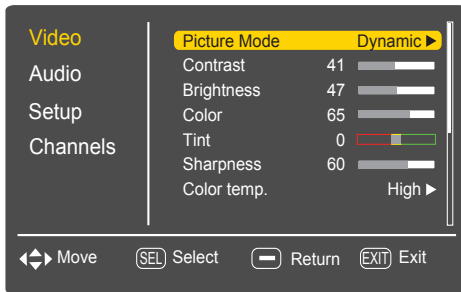 Video
Audio
Setup
Channels
Picture Mode Dynamic
Contrast 41
Brightness 47
Color 65
Tint 0
Sharpness 60
Color temp. High
Move SEL Select Return EXIT Exit